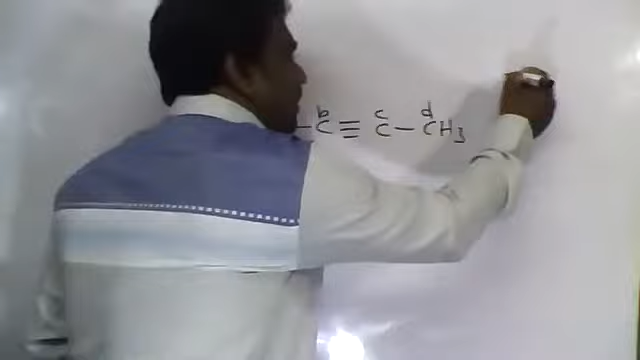 b c d
— C ≡ C — CH₃